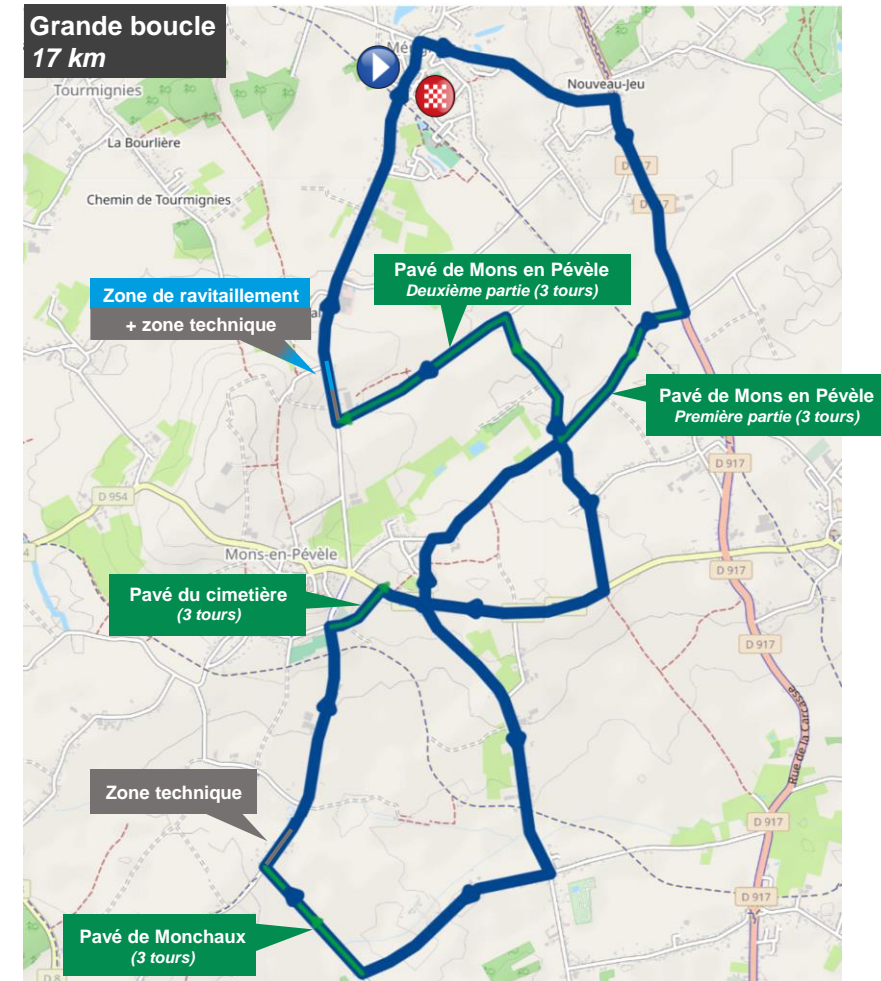 Grande boucle
17 km
Tourmignies
Nouveau-Jeu
La Bourlière
Chemin de Tourmignies
Pavé de Mons en Pévèle
Deuxième partie (3 tours)
Zone de ravitaillement
+ zone technique
Pavé de Mons en Pévèle
Première partie (3 tours)
D 917
D 954
Mons-en-Pévèle
D 917
Pavé du cimetière
(3 tours)
D 917
Rue de la Carcasse
Zone technique
D 917
D 917
Pavé de Monchaux
(3 tours)